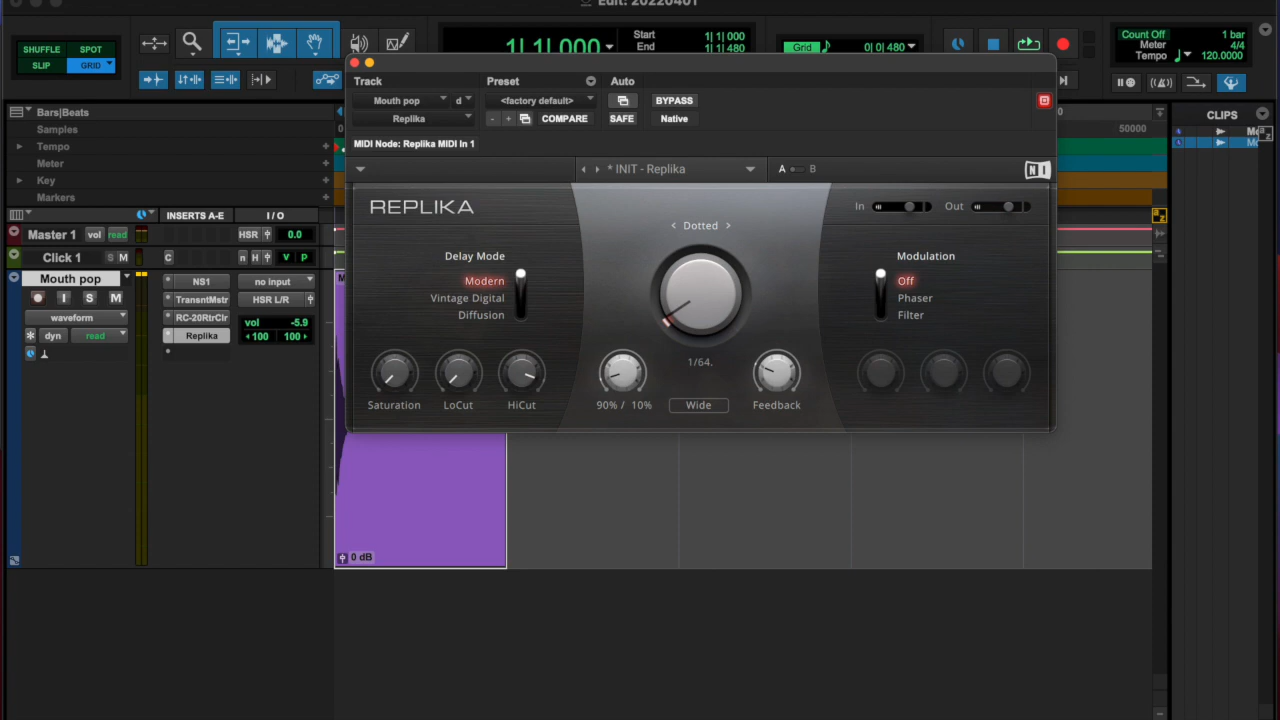 Edit: 20220401
SHUFFLE SPOT
SLIP GRID
1| 1| 000
Start 1| 1| 000
End 1| 1| 480
Grid 0| 0| 480
Count Off 1 bar
Meter 4/4
Tempo 120.0000
Track Preset Auto
Mouth pop d <factory default> BYPASS
Replika - + COMPARE SAFE Native
MIDI Node: Replika MIDI In 1
Bars|Beats
Samples
Tempo
Meter
Key
Markers
0
50000
CLIPS
* INIT - Replika A B
REPLIKA
In Out
< Dotted >
Delay Mode
Modern
Vintage Digital
Diffusion
Modulation
Off
Phaser
Filter
1/64.
Saturation LoCut HiCut 90% / 10% Wide Feedback
INSERTS A-E I / O
Master 1 vol read HSR 0.0
Click 1 S M C n H V P
Mouth pop NS1 no input
I S M TransntMstr HSR L/R
waveform RC-20RtrClr vol -5.9
dyn read Replika 100 100
0 dB